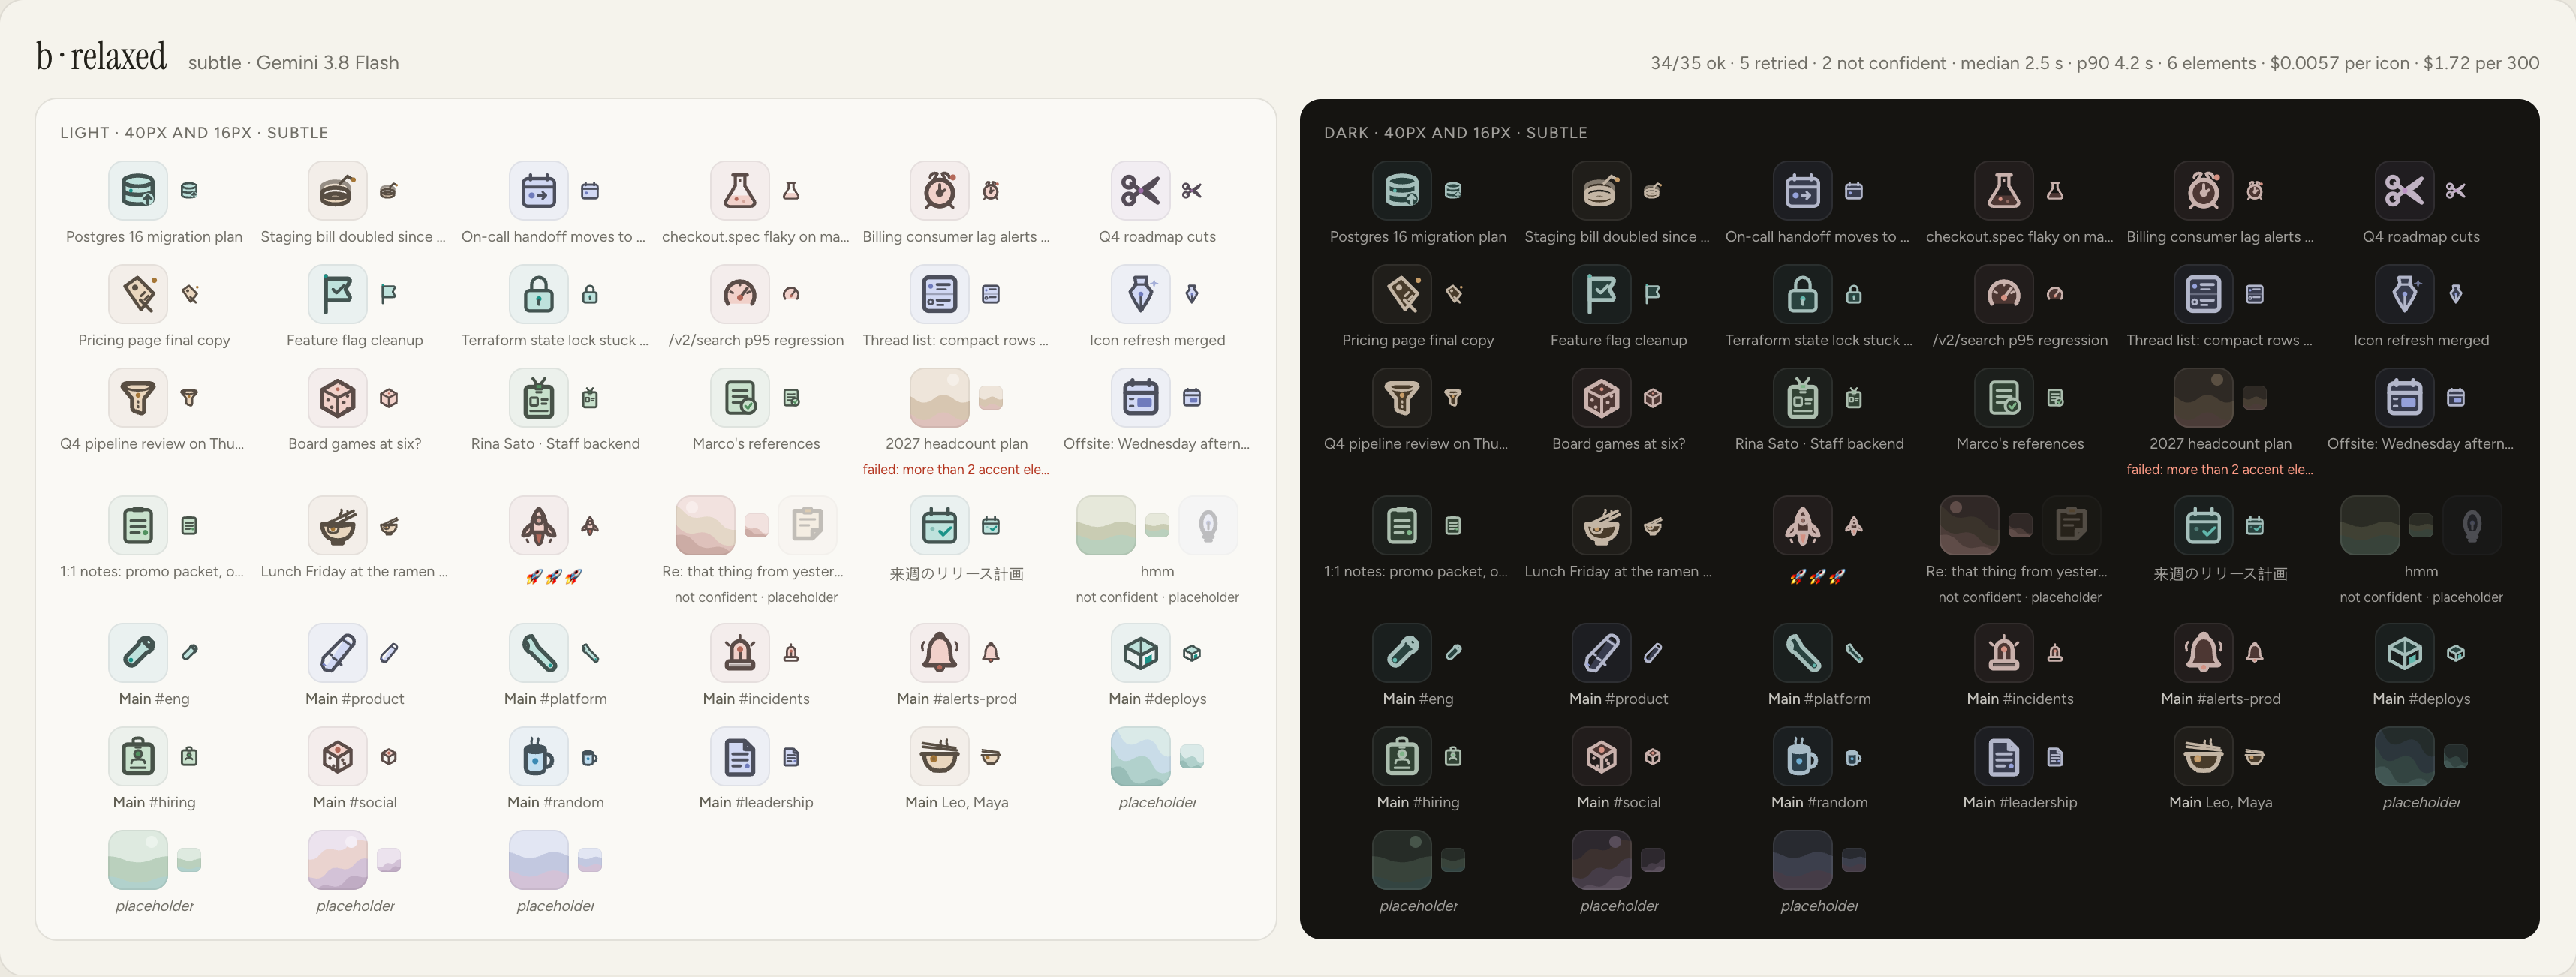 b · relaxed subtle · Gemini 3.8 Flash
34/35 ok · 5 retried · 2 not confident · median 2.5 s · p90 4.2 s · 6 elements · $0.0057 per icon · $1.72 per 300
LIGHT · 40PX AND 16PX · SUBTLE
Postgres 16 migration plan
Staging bill doubled since ...
On-call handoff moves to ...
checkout.spec flaky on ma...
Billing consumer lag alerts ...
Q4 roadmap cuts
Pricing page final copy
Feature flag cleanup
Terraform state lock stuck ...
/v2/search p95 regression
Thread list: compact rows ...
Icon refresh merged
Q4 pipeline review on Thu...
Board games at six?
Rina Sato · Staff backend
Marco's references
2027 headcount plan
failed: more than 2 accent ele...
Offsite: Wednesday aftern...
1:1 notes: promo packet, o...
Lunch Friday at the ramen ...
🚀🚀🚀
Re: that thing from yester...
not confident · placeholder
来週のリリース計画
hmm
not confident · placeholder
Main #eng
Main #product
Main #platform
Main #incidents
Main #alerts-prod
Main #deploys
Main #hiring
Main #social
Main #random
Main #leadership
Main Leo, Maya
placeholder
placeholder
placeholder
placeholder
DARK · 40PX AND 16PX · SUBTLE
Postgres 16 migration plan
Staging bill doubled since ...
On-call handoff moves to ...
checkout.spec flaky on ma...
Billing consumer lag alerts ...
Q4 roadmap cuts
Pricing page final copy
Feature flag cleanup
Terraform state lock stuck ...
/v2/search p95 regression
Thread list: compact rows ...
Icon refresh merged
Q4 pipeline review on Thu...
Board games at six?
Rina Sato · Staff backend
Marco's references
2027 headcount plan
failed: more than 2 accent ele...
Offsite: Wednesday aftern...
1:1 notes: promo packet, o...
Lunch Friday at the ramen ...
🚀🚀🚀
Re: that thing from yester...
not confident · placeholder
来週のリリース計画
hmm
not confident · placeholder
Main #eng
Main #product
Main #platform
Main #incidents
Main #alerts-prod
Main #deploys
Main #hiring
Main #social
Main #random
Main #leadership
Main Leo, Maya
placeholder
placeholder
placeholder
placeholder